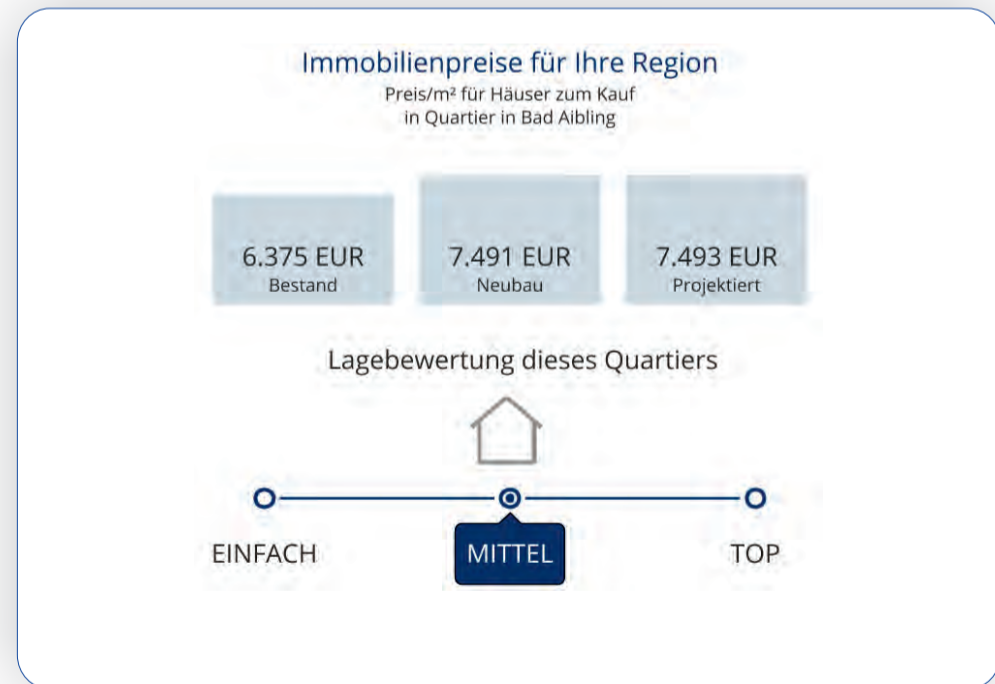 Immobilienpreise für Ihre Region
Preis/m² für Häuser zum Kauf
in Quartier in Bad Aibling
6.375 EUR
Bestand
7.491 EUR
Neubau
7.493 EUR
Projektiert
Lagebewertung dieses Quartiers
EINFACH
MITTEL
TOP